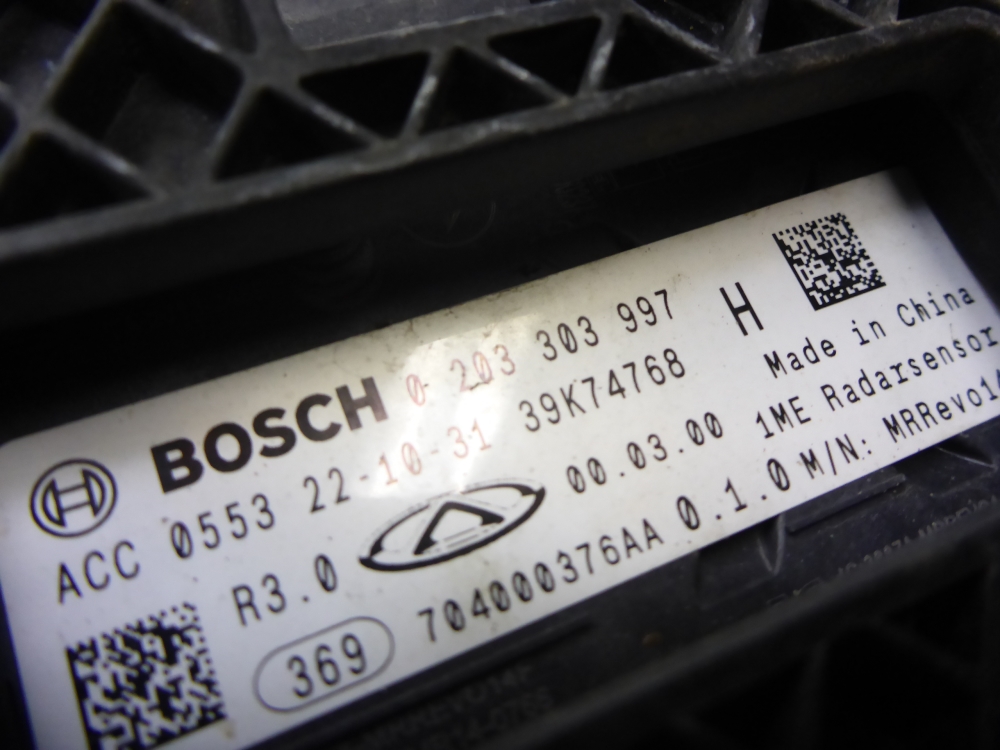 BOSCH 0 203 303 997 H
ACC 0553 22-10-31 39K74768 Made in China
R3.0 00.03.00 1ME Radarsensor
369 704000376AA 0.1.0 M/N: MRRevo14